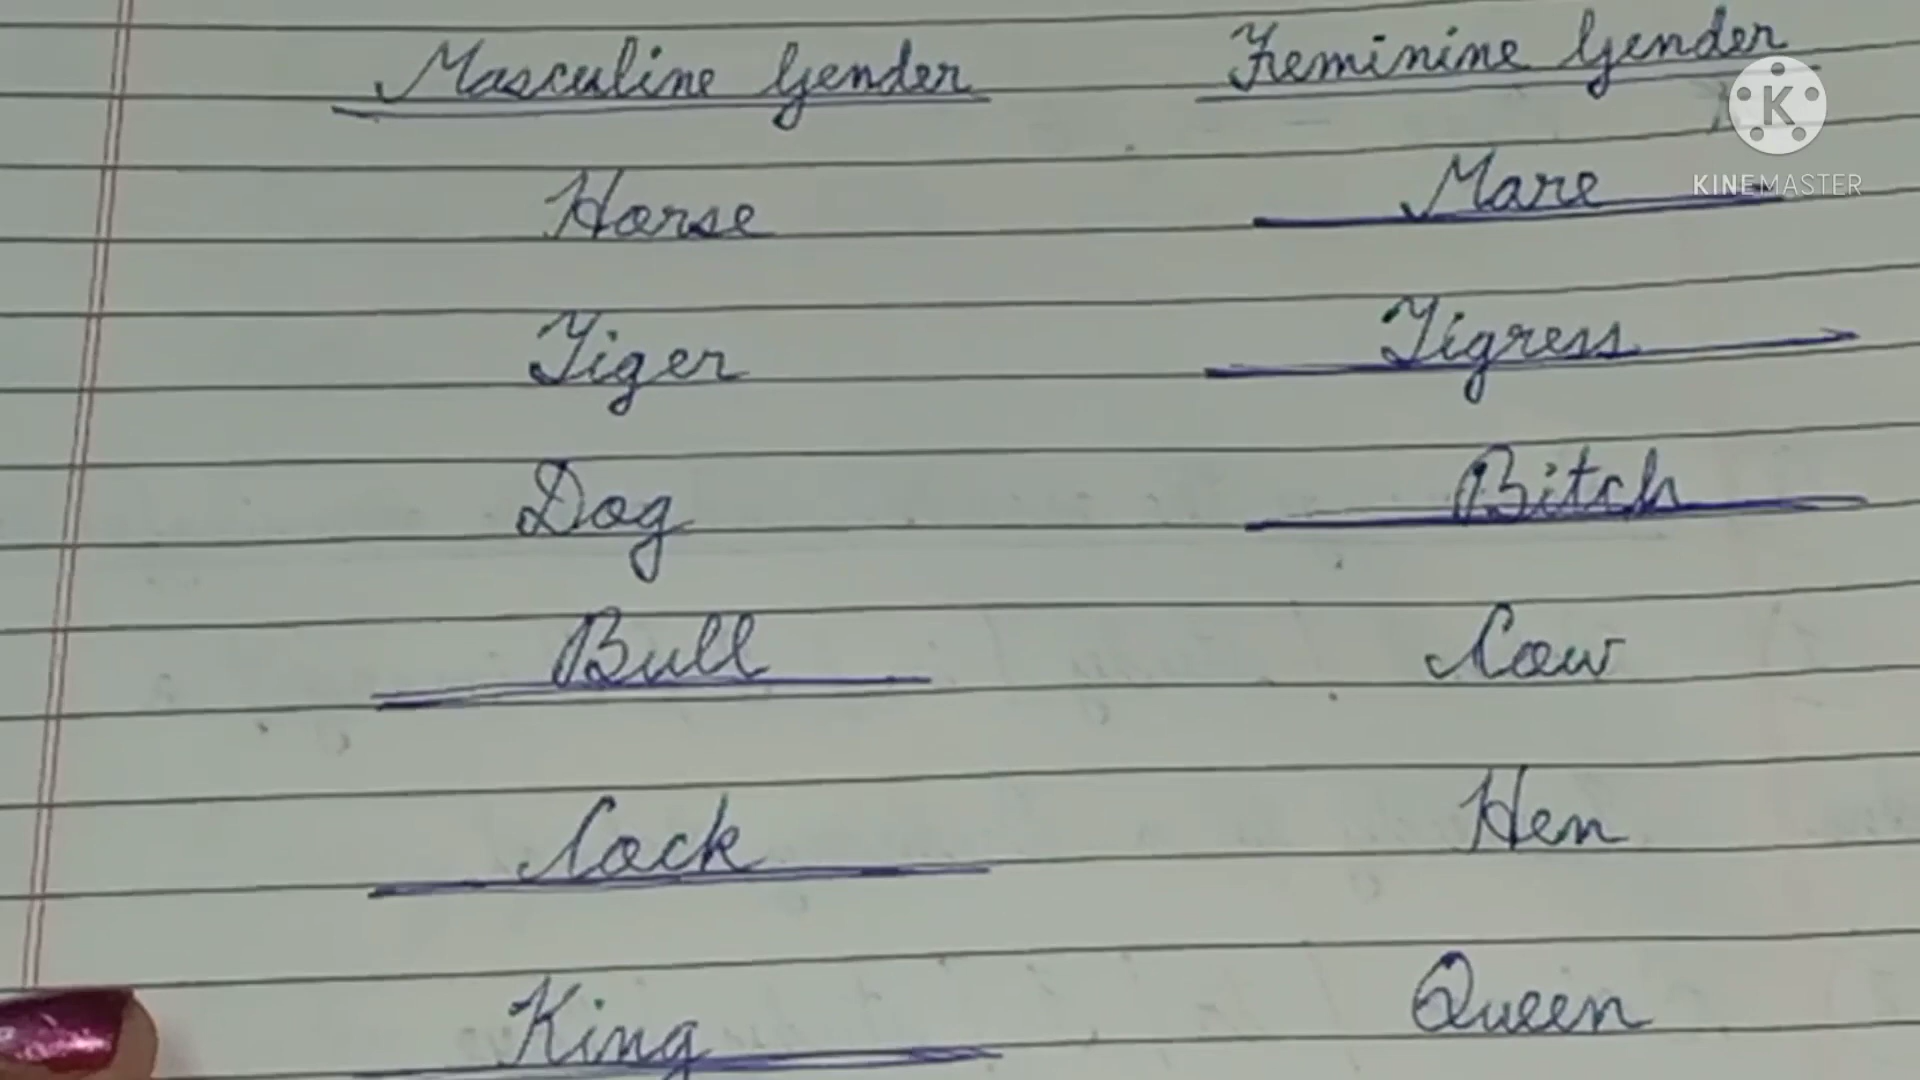 Masculine Gender Feminine Gender
K
KINEMASTER
Horse Mare
Tiger Tigress
Dog Bitch
Bull Cow
Cock Hen
King Queen